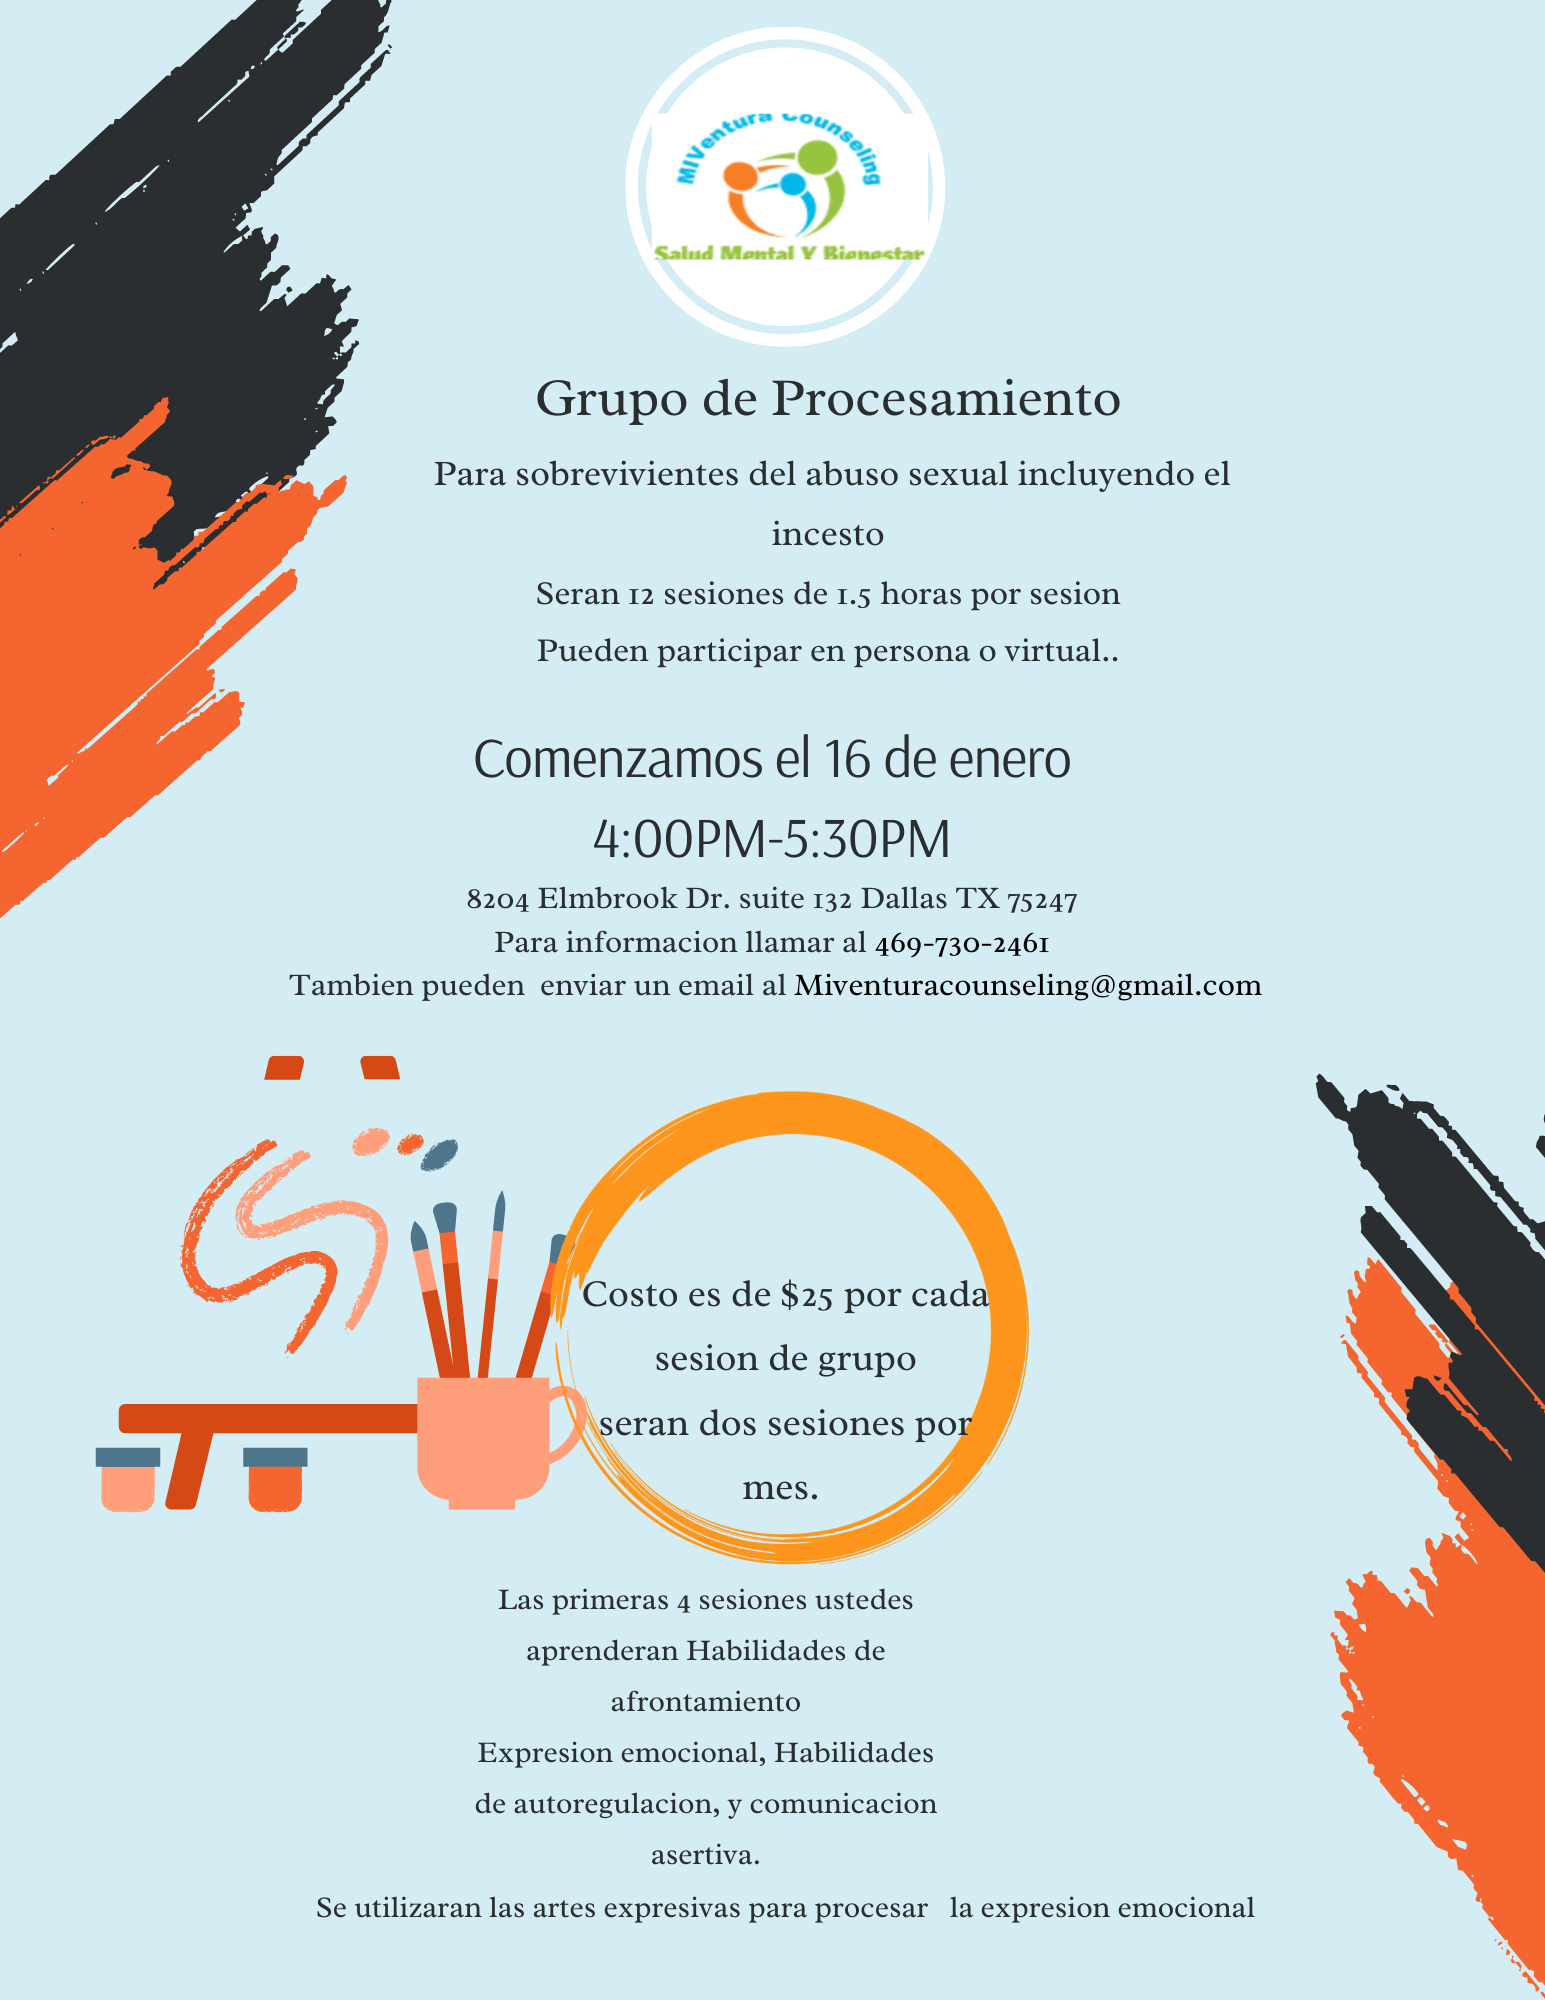 MIVentura Counseling
Salud Mental Y Bienestar
Grupo de Procesamiento
Para sobrevivientes del abuso sexual incluyendo el
incesto
Seran 12 sesiones de 1.5 horas por sesion
Pueden participar en persona o virtual..
Comenzamos el 16 de enero
4:00PM-5:30PM
8204 Elmbrook Dr. suite 132 Dallas TX 75247
Para informacion llamar al 469-730-2461
Tambien pueden enviar un email al Miventuracounseling@gmail.com
Costo es de $25 por cada
sesion de grupo
seran dos sesiones por
mes.
Las primeras 4 sesiones ustedes
aprenderan Habilidades de
afrontamiento
Expresion emocional, Habilidades
de autoregulacion, y comunicacion
asertiva.
Se utilizaran las artes expresivas para procesar la expresion emocional